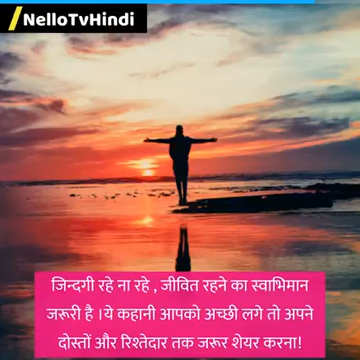 NelloTvHindi
जिन्दगी रहे ना रहे , जीवित रहने का स्वाभिमान
जरूरी है ।ये कहानी आपको अच्छी लगे तो अपने
दोस्तों और रिश्तेदार तक जरूर शेयर करना!